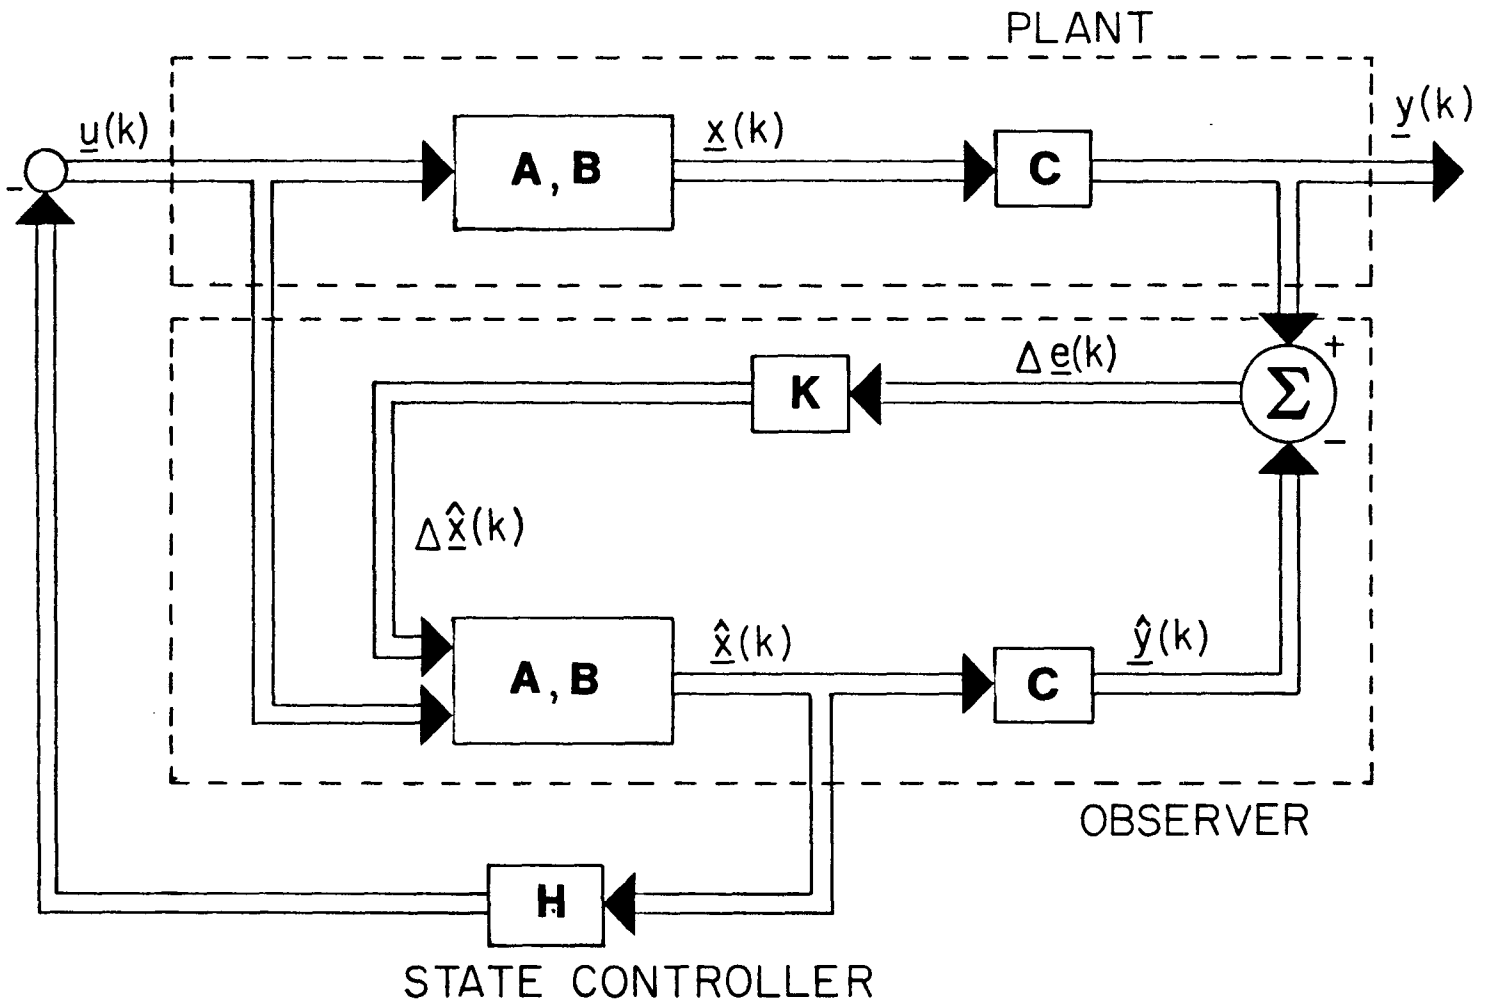 PLANT
u(k)
A, B
x(k)
C
y(k)
-
+
Σ
-
Δ e(k)
K
Δ x̂(k)
A, B
x̂(k)
C
ŷ(k)
OBSERVER
H
STATE CONTROLLER